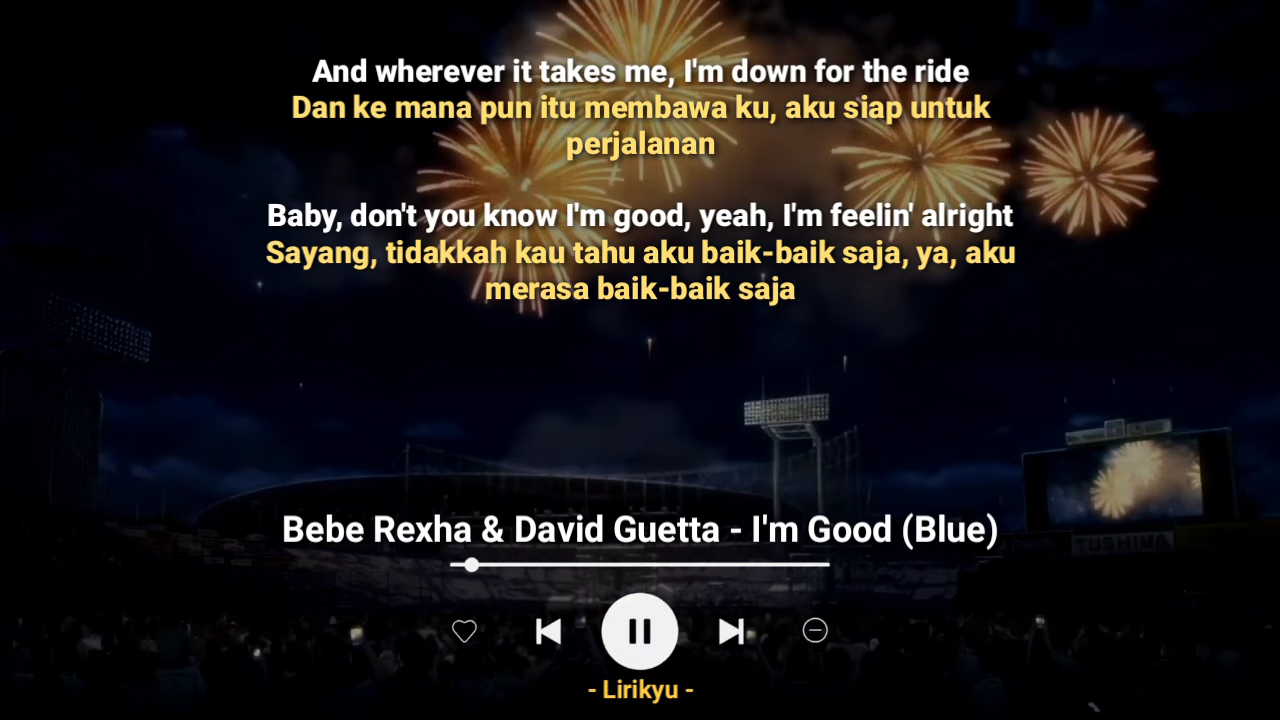 And wherever it takes me, I'm down for the ride
Dan ke mana pun itu membawa ku, aku siap untuk
perjalanan
Baby, don't you know I'm good, yeah, I'm feelin' alright
Sayang, tidakkah kau tahu aku baik-baik saja, ya, aku
merasa baik-baik saja
Bebe Rexha & David Guetta - I'm Good (Blue)
TUSHIMA
- Lirikyu -